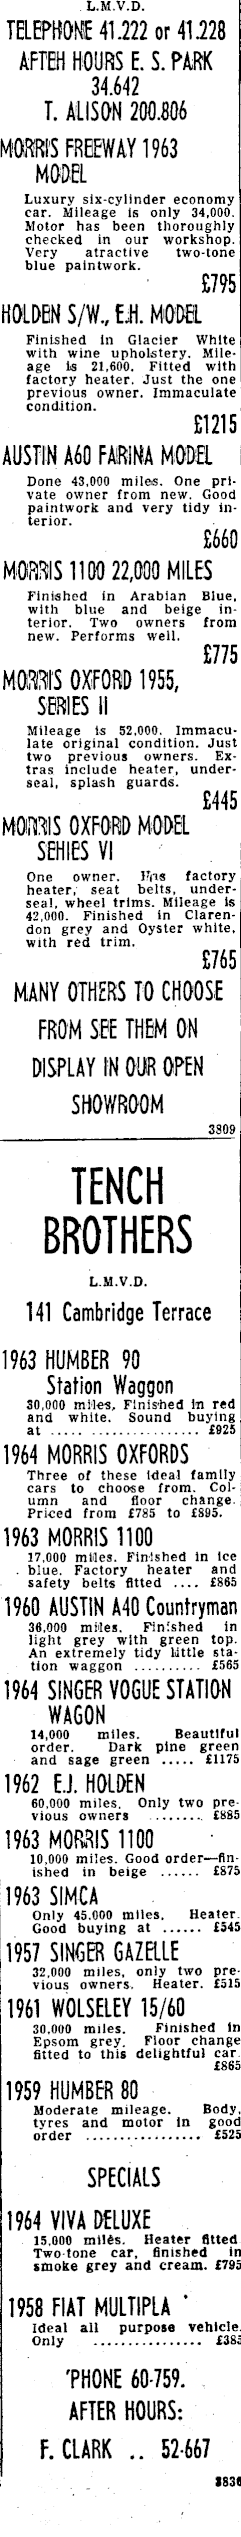 L.M.V.D.
TELEPHONE 41.222 or 41.228
AFTEH HOURS E. S. PARK
34.642
T. ALISON 200.806
MORRIS FREEWAY 1963
MODEL
Luxury six-cylinder economy
car. Mileage is only 34,000.
Motor has been thoroughly
checked in our workshop.
Very atractive two-tone
blue paintwork.
£795
HOLDEN S/W., E.H. MODEL
Finished in Glacier White
with wine upholstery. Mile-
age is 21,600. Fitted with
factory heater. Just the one
previous owner. Immaculate
condition.
£1215
AUSTIN A60 FARINA MODEL
Done 43,000 miles. One pri-
vate owner from new. Good
paintwork and very tidy in-
terior.
£660
MORRIS 1100 22,000 MILES
Finished in Arabian Blue,
with blue and beige in-
terior. Two owners from
new. Performs well.
£775
MORRIS OXFORD 1955,
SERIES II
Mileage is 52,000. Immacu-
late original condition. Just
two previous owners. Ex-
tras include heater, under-
seal, splash guards.
£445
MORRIS OXFORD MODEL
SEHIES VI
One owner. Has factory
heater, seat belts, under-
seal, wheel trims. Mileage is
42,000. Finished in Claren-
don grey and Oyster white,
with red trim.
£765
MANY OTHERS TO CHOOSE
FROM SEE THEM ON
DISPLAY IN OUR OPEN
SHOWROOM
3809
TENCH
BROTHERS
L.M.V.D.
141 Cambridge Terrace
1963 HUMBER 90
Station Waggon
30,000 miles. Finished in red
and white. Sound buying
at ..... .................. £925
1964 MORRIS OXFORDS
Three of these ideal family
cars to choose from. Col-
umn and floor change.
Priced from £785 to £895.
1963 MORRIS 1100
17,000 miles. Finished in ice
blue. Factory heater and
safety belts fitted .... £865
1960 AUSTIN A40 Countryman
36,000 miles. Finished in
light grey with green top.
An extremely tidy little sta-
tion waggon .......... £565
1964 SINGER VOGUE STATION
WAGON
14,000 miles. Beautiful
order. Dark pine green
and sage green ..... £1175
1962 E.J. HOLDEN
60,000 miles. Only two pre-
vious owners ........ £885
1963 MORRIS 1100
10,000 miles. Good order—fin-
ished in beige ...... £875
1963 SIMCA
Only 45.000 miles. Heater.
Good buying at ...... £545
1957 SINGER GAZELLE
32,000 miles, only two pre-
vious owners. Heater. £515
1961 WOLSELEY 15/60
30,000 miles. Finished in
Epsom grey. Floor change
fitted to this delightful car.
£865
1959 HUMBER 80
Moderate mileage. Body,
tyres and motor in good
order ................. £525
SPECIALS
1964 VIVA DELUXE
15,000 miles. Heater fitted.
Two-tone car, finished in
smoke grey and cream. £795
1958 FIAT MULTIPLA
Ideal all purpose vehicle.
Only ................ £385
'PHONE 60-759.
AFTER HOURS:
F. CLARK .. 52-667
3836